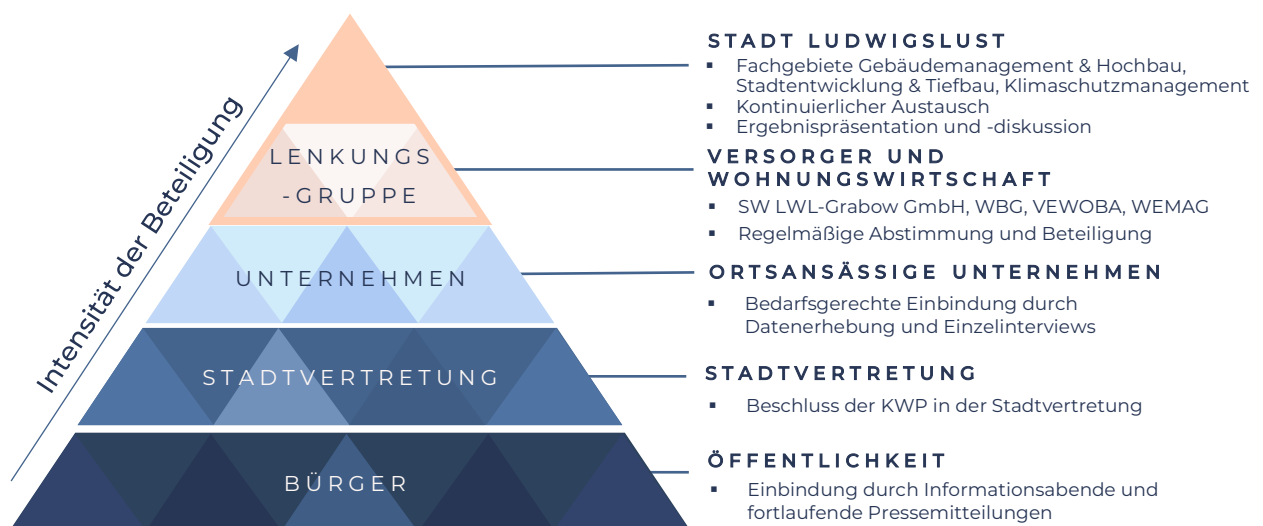 Intensität der Beteiligung
LENKUNGS
-GRUPPE
UNTERNEHMEN
STADTVERTRETUNG
BÜRGER
STADT LUDWIGSLUST
▪ Fachgebiete Gebäudemanagement & Hochbau,
Stadtentwicklung & Tiefbau, Klimaschutzmanagement
▪ Kontinuierlicher Austausch
▪ Ergebnispräsentation und -diskussion
VERSORGER UND
WOHNUNGSWIRTSCHAFT
▪ SW LWL-Grabow GmbH, WBG, VEWOBA, WEMAG
▪ Regelmäßige Abstimmung und Beteiligung
ORTSANSÄSSIGE UNTERNEHMEN
▪ Bedarfsgerechte Einbindung durch
Datenerhebung und Einzelinterviews
STADTVERTRETUNG
▪ Beschluss der KWP in der Stadtvertretung
ÖFFENTLICHKEIT
▪ Einbindung durch Informationsabende und
fortlaufende Pressemitteilungen